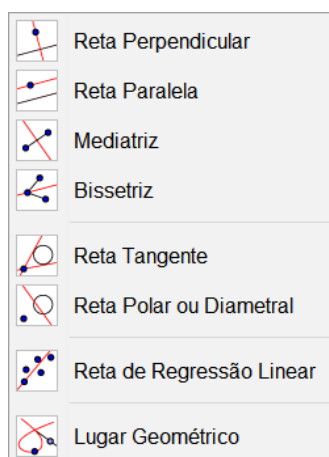 Reta Perpendicular
Reta Paralela
Mediatriz
Bissetriz
Reta Tangente
Reta Polar ou Diametral
Reta de Regressão Linear
Lugar Geométrico